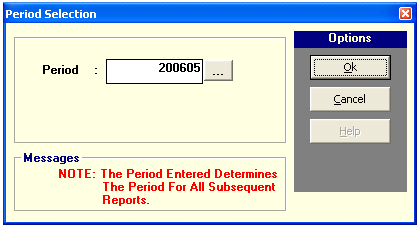 Period Selection
Options
Period : 200605 ...
Ok
Cancel
Help
Messages
NOTE: The Period Entered Determines
The Period For All Subsequent
Reports.